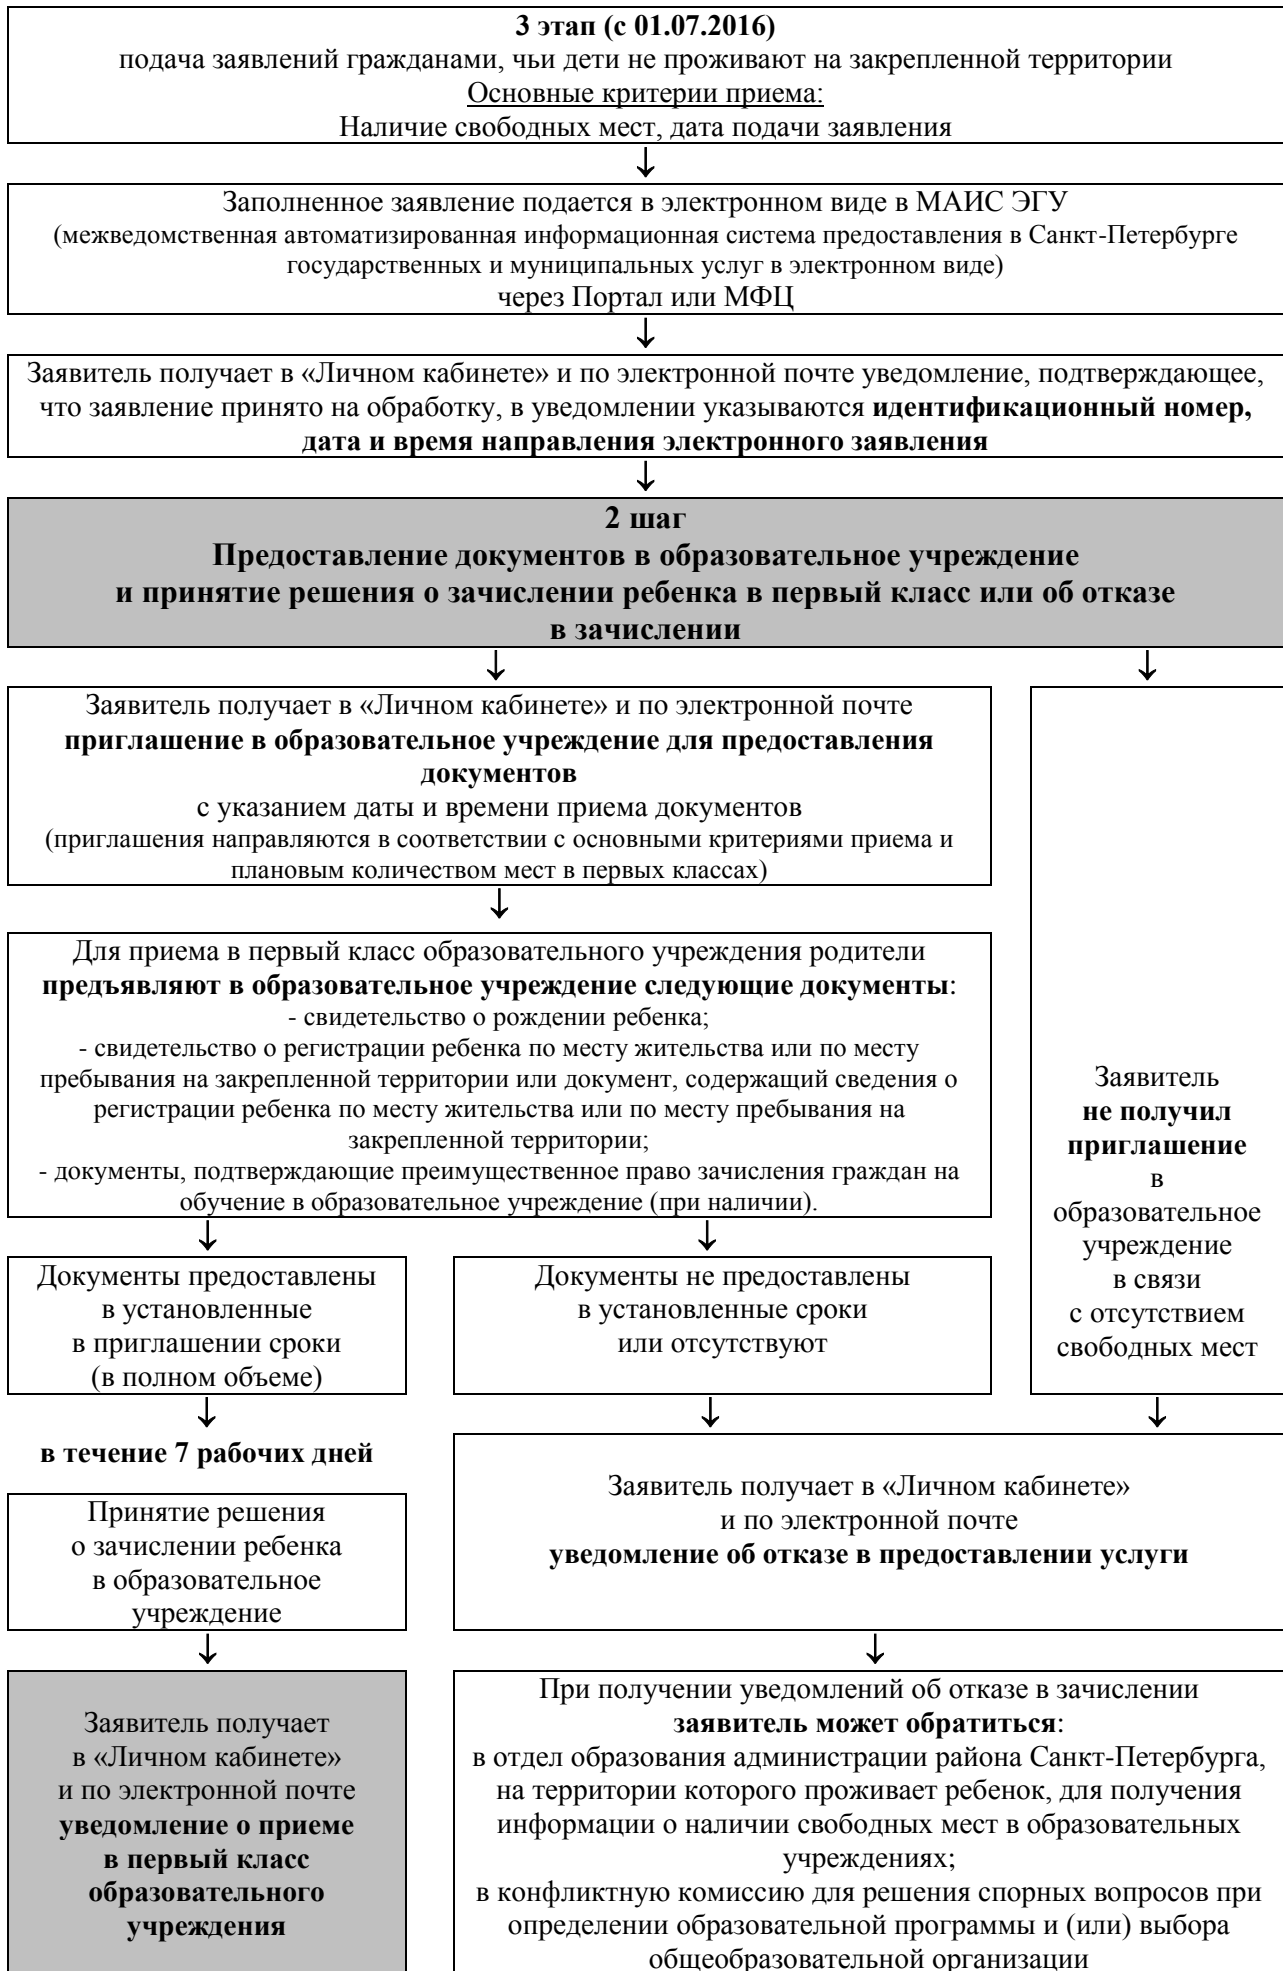 3 этап (с 01.07.2016)
подача заявлений гражданами, чьи дети не проживают на закрепленной территории
Основные критерии приема:
Наличие свободных мест, дата подачи заявления
Заполненное заявление подается в электронном виде в МАИС ЭГУ
(межведомственная автоматизированная информационная система предоставления в Санкт-Петербурге
государственных и муниципальных услуг в электронном виде)
через Портал или МФЦ
Заявитель получает в «Личном кабинете» и по электронной почте уведомление, подтверждающее,
что заявление принято на обработку, в уведомлении указываются идентификационный номер,
дата и время направления электронного заявления
2 шаг
Предоставление документов в образовательное учреждение
и принятие решения о зачислении ребенка в первый класс или об отказе
в зачислении
Заявитель получает в «Личном кабинете» и по электронной почте
приглашение в образовательное учреждение для предоставления
документов
с указанием даты и времени приема документов
(приглашения направляются в соответствии с основными критериями приема и
плановым количеством мест в первых классах)
Для приема в первый класс образовательного учреждения родители
предъявляют в образовательное учреждение следующие документы:
- свидетельство о рождении ребенка;
- свидетельство о регистрации ребенка по месту жительства или по месту
пребывания на закрепленной территории или документ, содержащий сведения о
регистрации ребенка по месту жительства или по месту пребывания на
закрепленной территории;
- документы, подтверждающие преимущественное право зачисления граждан на
обучение в образовательное учреждение (при наличии).
Заявитель
не получил
приглашение
в
образовательное
учреждение
в связи
с отсутствием
свободных мест
Документы предоставлены
в установленные
в приглашении сроки
(в полном объеме)
Документы не предоставлены
в установленные сроки
или отсутствуют
в течение 7 рабочих дней
Принятие решения
о зачислении ребенка
в образовательное
учреждение
Заявитель получает в «Личном кабинете»
и по электронной почте
уведомление об отказе в предоставлении услуги
Заявитель получает
в «Личном кабинете»
и по электронной почте
уведомление о приеме
в первый класс
образовательного
учреждения
При получении уведомлений об отказе в зачислении
заявитель может обратиться:
в отдел образования администрации района Санкт-Петербурга,
на территории которого проживает ребенок, для получения
информации о наличии свободных мест в образовательных
учреждениях;
в конфликтную комиссию для решения спорных вопросов при
определении образовательной программы и (или) выбора
общеобразовательной организации